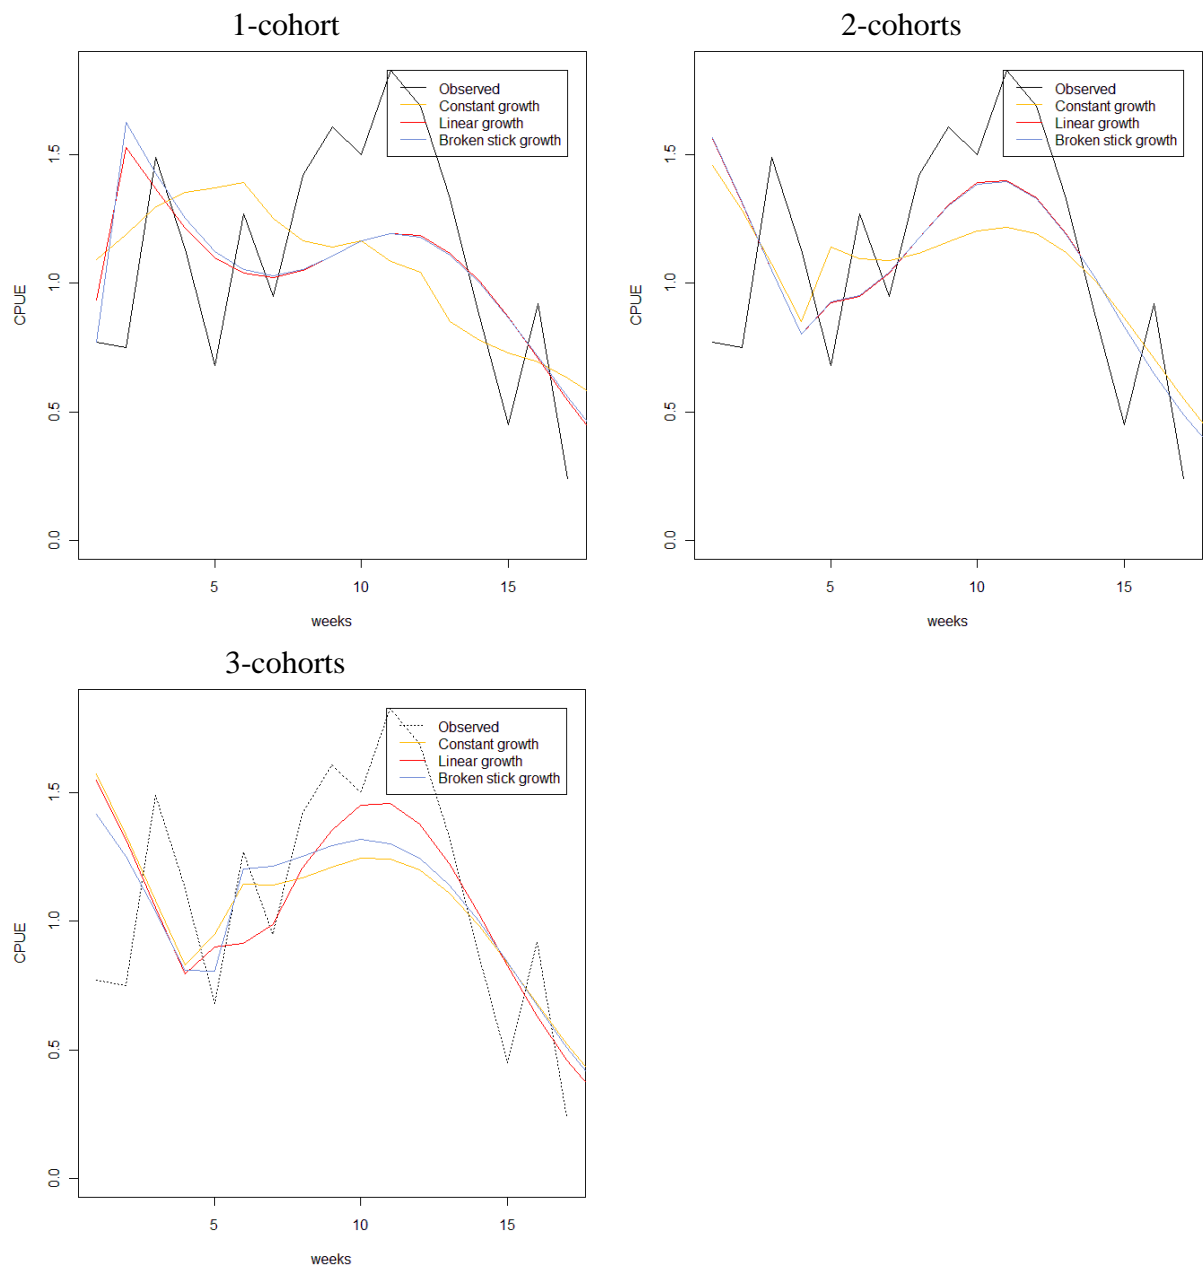 1-cohort
Observed
Constant growth
Linear growth
Broken stick growth
CPUE
0.0
0.5
1.0
1.5
5
10
15
weeks
2-cohorts
Observed
Constant growth
Linear growth
Broken stick growth
CPUE
0.0
0.5
1.0
1.5
5
10
15
weeks
3-cohorts
Observed
Constant growth
Linear growth
Broken stick growth
CPUE
0.0
0.5
1.0
1.5
5
10
15
weeks